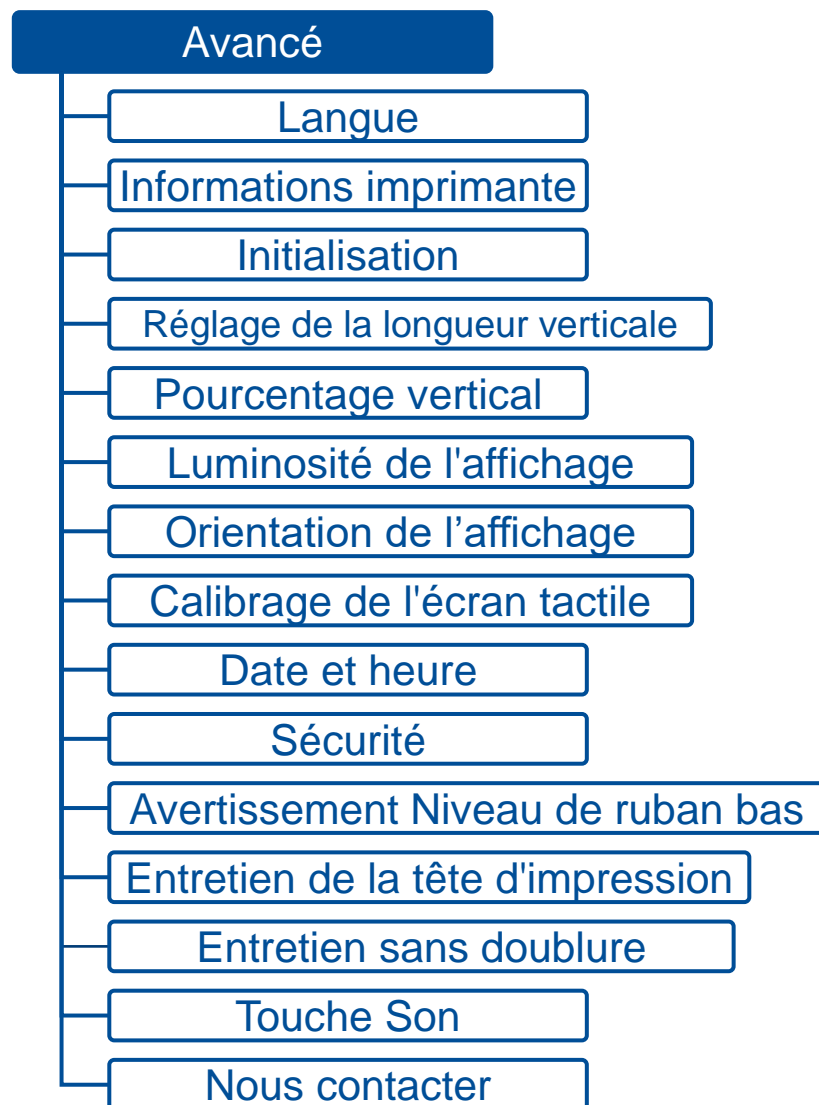 Avancé
Langue
Informations imprimante
Initialisation
Réglage de la longueur verticale
Pourcentage vertical
Luminosité de l'affichage
Orientation de l’affichage
Calibrage de l'écran tactile
Date et heure
Sécurité
Avertissement Niveau de ruban bas
Entretien de la tête d'impression
Entretien sans doublure
Touche Son
Nous contacter